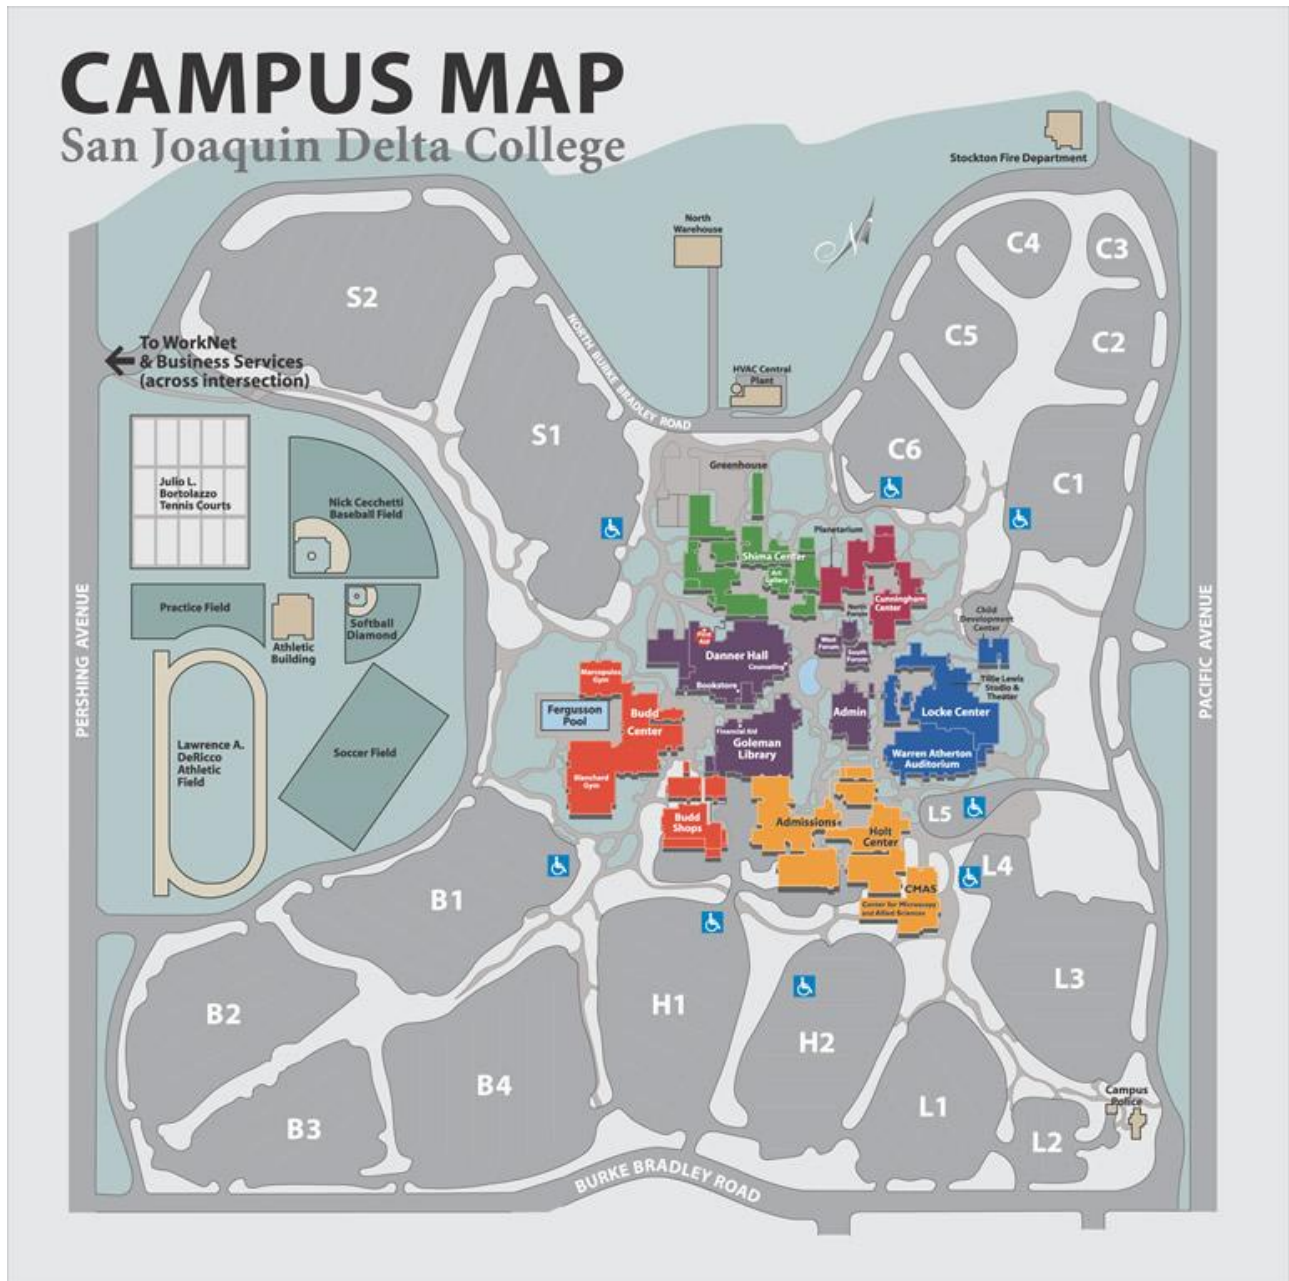 CAMPUS MAP
San Joaquin Delta College
Stockton Fire Department
North
Warehouse
N
C4
C3
S2
C5
C2
To WorkNet
& Business Services
(across intersection)
NORTH BURKE BRADLEY ROAD
HVAC Central
Plant
S1
C6
C1
Greenhouse
Julio L.
Bortolazzo
Tennis Courts
Nick Cecchetti
Baseball Field
Planetarium
Shima Center
Art
Gallery
Cunningham
Center
North
Forum
Child
Development
Center
PERSHING AVENUE
PACIFIC AVENUE
Practice Field
Softball
Diamond
Athletic
Building
First
Aid
Danner Hall
Counseling
Bookstore
West
Forum
South
Forum
Marcopulos
Gym
Tillie Lewis
Studio &
Theater
Fergusson
Pool
Budd
Center
Admin
Locke Center
Financial Aid
Goleman
Library
Warren Atherton
Auditorium
Lawrence A.
DeRicco
Athletic
Field
Soccer Field
Blanchard
Gym
Budd
Shops
Admissions
Holt
Center
L5
L4
CMAS
Center for Microscopy
and Allied Sciences
B1
B2
H1
H2
L3
B4
B3
L1
L2
Campus
Police
BURKE BRADLEY ROAD